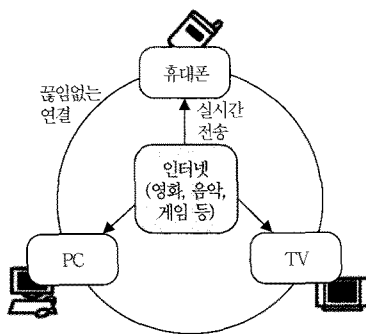 휴대폰
끊임없는
연결
실시간
전송
인터넷
(영화, 음악,
게임 등)
PC
TV